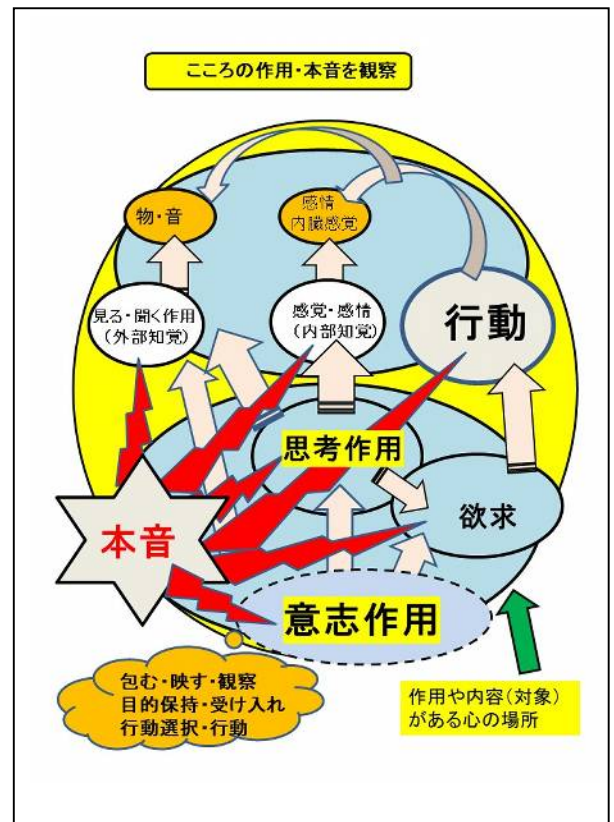 こころの作用・本音を観察
物・音
感情
内臓感覚
見る・聞く作用
(外部知覚)
感覚・感情
(内部知覚)
行動
思考作用
欲求
本音
意志作用
包む・映す・観察
目的保持・受け入れ
行動選択・行動
作用や内容(対象)
がある心の場所